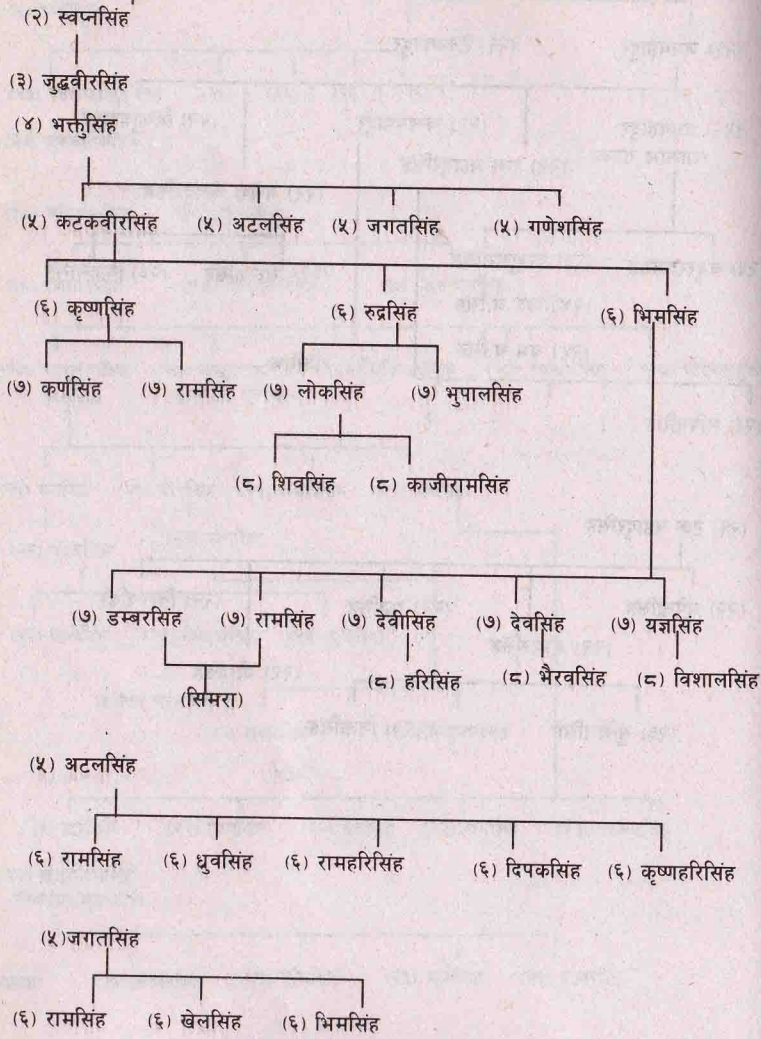 (२) स्वप्नसिंह
(३) जुद्धवीरसिंह
(४) भक्तुसिंह
(५) कटकवीरसिंह (५) अटलसिंह (५) जगतसिंह (५) गणेशसिंह
(६) कृष्णसिंह (६) रुद्रसिंह (६) भिमसिंह
(७) कर्णसिंह (७) रामसिंह (७) लोकसिंह (७) भुपालसिंह
(८) शिवसिंह (८) काजीरामसिंह
(७) डम्बरसिंह (७) रामसिंह (७) देवीसिंह (७) देवसिंह (७) यज्ञसिंह
(८) हरिसिंह (८) भैरवसिंह (८) विशालसिंह
(सिमरा)
(५) अटलसिंह
(६) रामसिंह (६) ध्रुवसिंह (६) रामहरिसिंह (६) दिपकसिंह (६) कृष्णहरिसिंह
(५)जगतसिंह
(६) रामसिंह (६) खेलसिंह (६) भिमसिंह